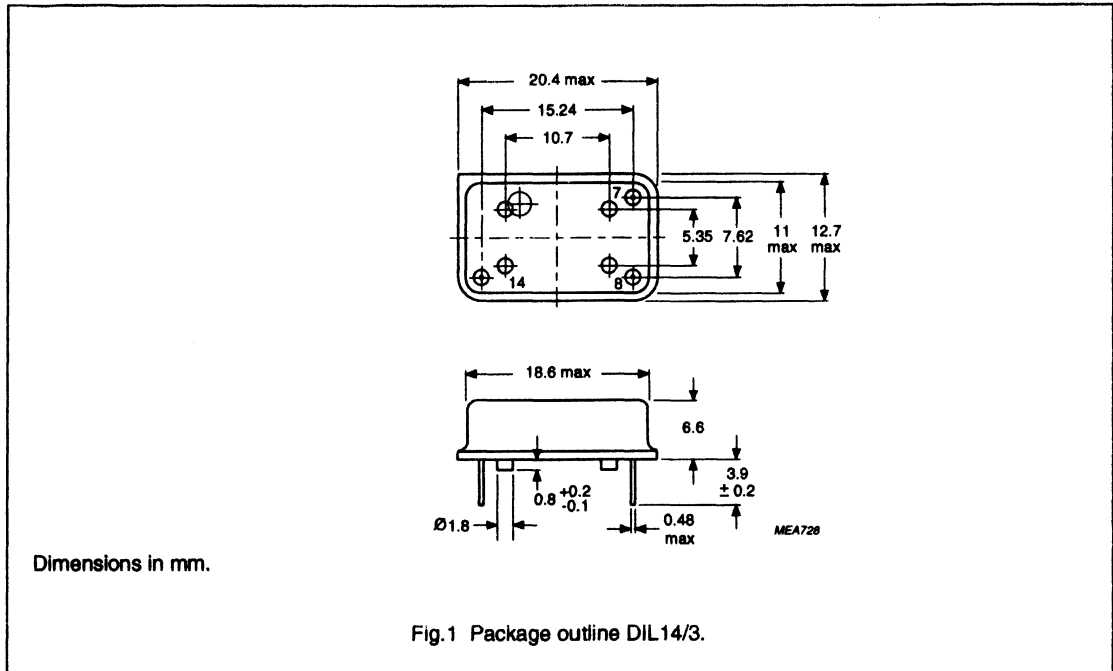 20.4 max
15.24
10.7
7
5.35 7.62 11 max 12.7 max
14 8
18.6 max
6.6
0.8 +0.2 -0.1
3.9 ± 0.2
Ø1.8
0.48 max
MEA728
Dimensions in mm.
Fig.1 Package outline DIL14/3.